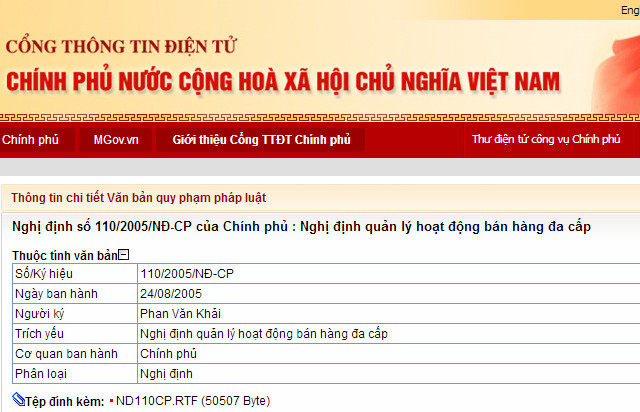 Eng
CỔNG THÔNG TIN ĐIỆN TỬ
CHÍNH PHỦ NƯỚC CỘNG HOÀ XÃ HỘI CHỦ NGHĨA VIỆT NAM
Chính phủ MGov.vn Giới thiệu Cổng TTĐT Chính phủ Thư điện tử công vụ Chính phủ
Thông tin chi tiết Văn bản quy phạm pháp luật
Nghị định số 110/2005/NĐ-CP của Chính phủ : Nghị định quản lý hoạt động bán hàng đa cấp
Thuộc tính văn bản
Số/Ký hiệu 110/2005/NĐ-CP
Ngày ban hành 24/08/2005
Người ký Phan Văn Khải
Trích yếu Nghị định quản lý hoạt động bán hàng đa cấp
Cơ quan ban hành Chính phủ
Phân loại Nghị định
Tệp đính kèm: ND110CP.RTF (50507 Byte)